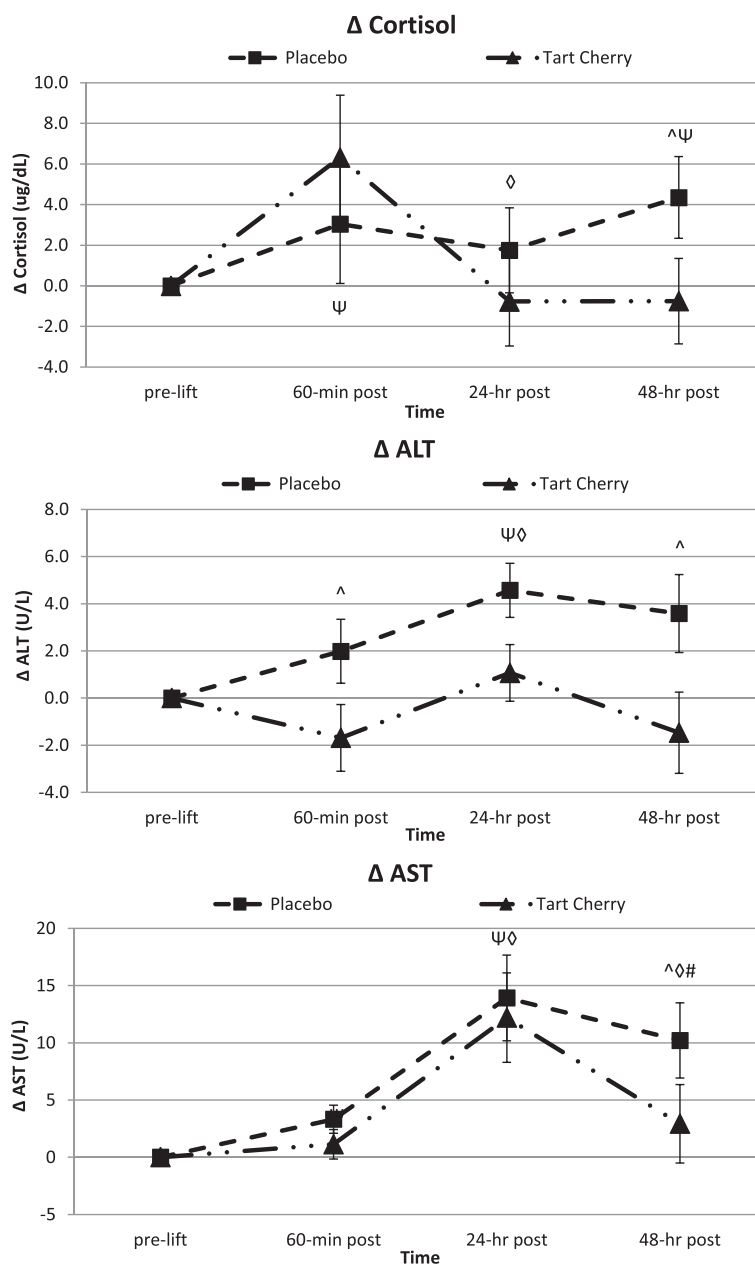 Δ Cortisol
Placebo Tart Cherry
10.0
8.0
6.0
4.0
2.0
0.0
-2.0
-4.0
Δ Cortisol (ug/dL)
^Ψ
◊
Ψ
pre-lift 60-min post 24-hr post 48-hr post
Time
Δ ALT
Placebo Tart Cherry
8.0
6.0
4.0
2.0
0.0
-2.0
-4.0
Δ ALT (U/L)
^ Ψ◊ ^
pre-lift 60-min post 24-hr post 48-hr post
Time
Δ AST
Placebo Tart Cherry
20
15
10
5
0
-5
Δ AST (U/L)
Ψ◊
^◊#
pre-lift 60-min post 24-hr post 48-hr post
Time